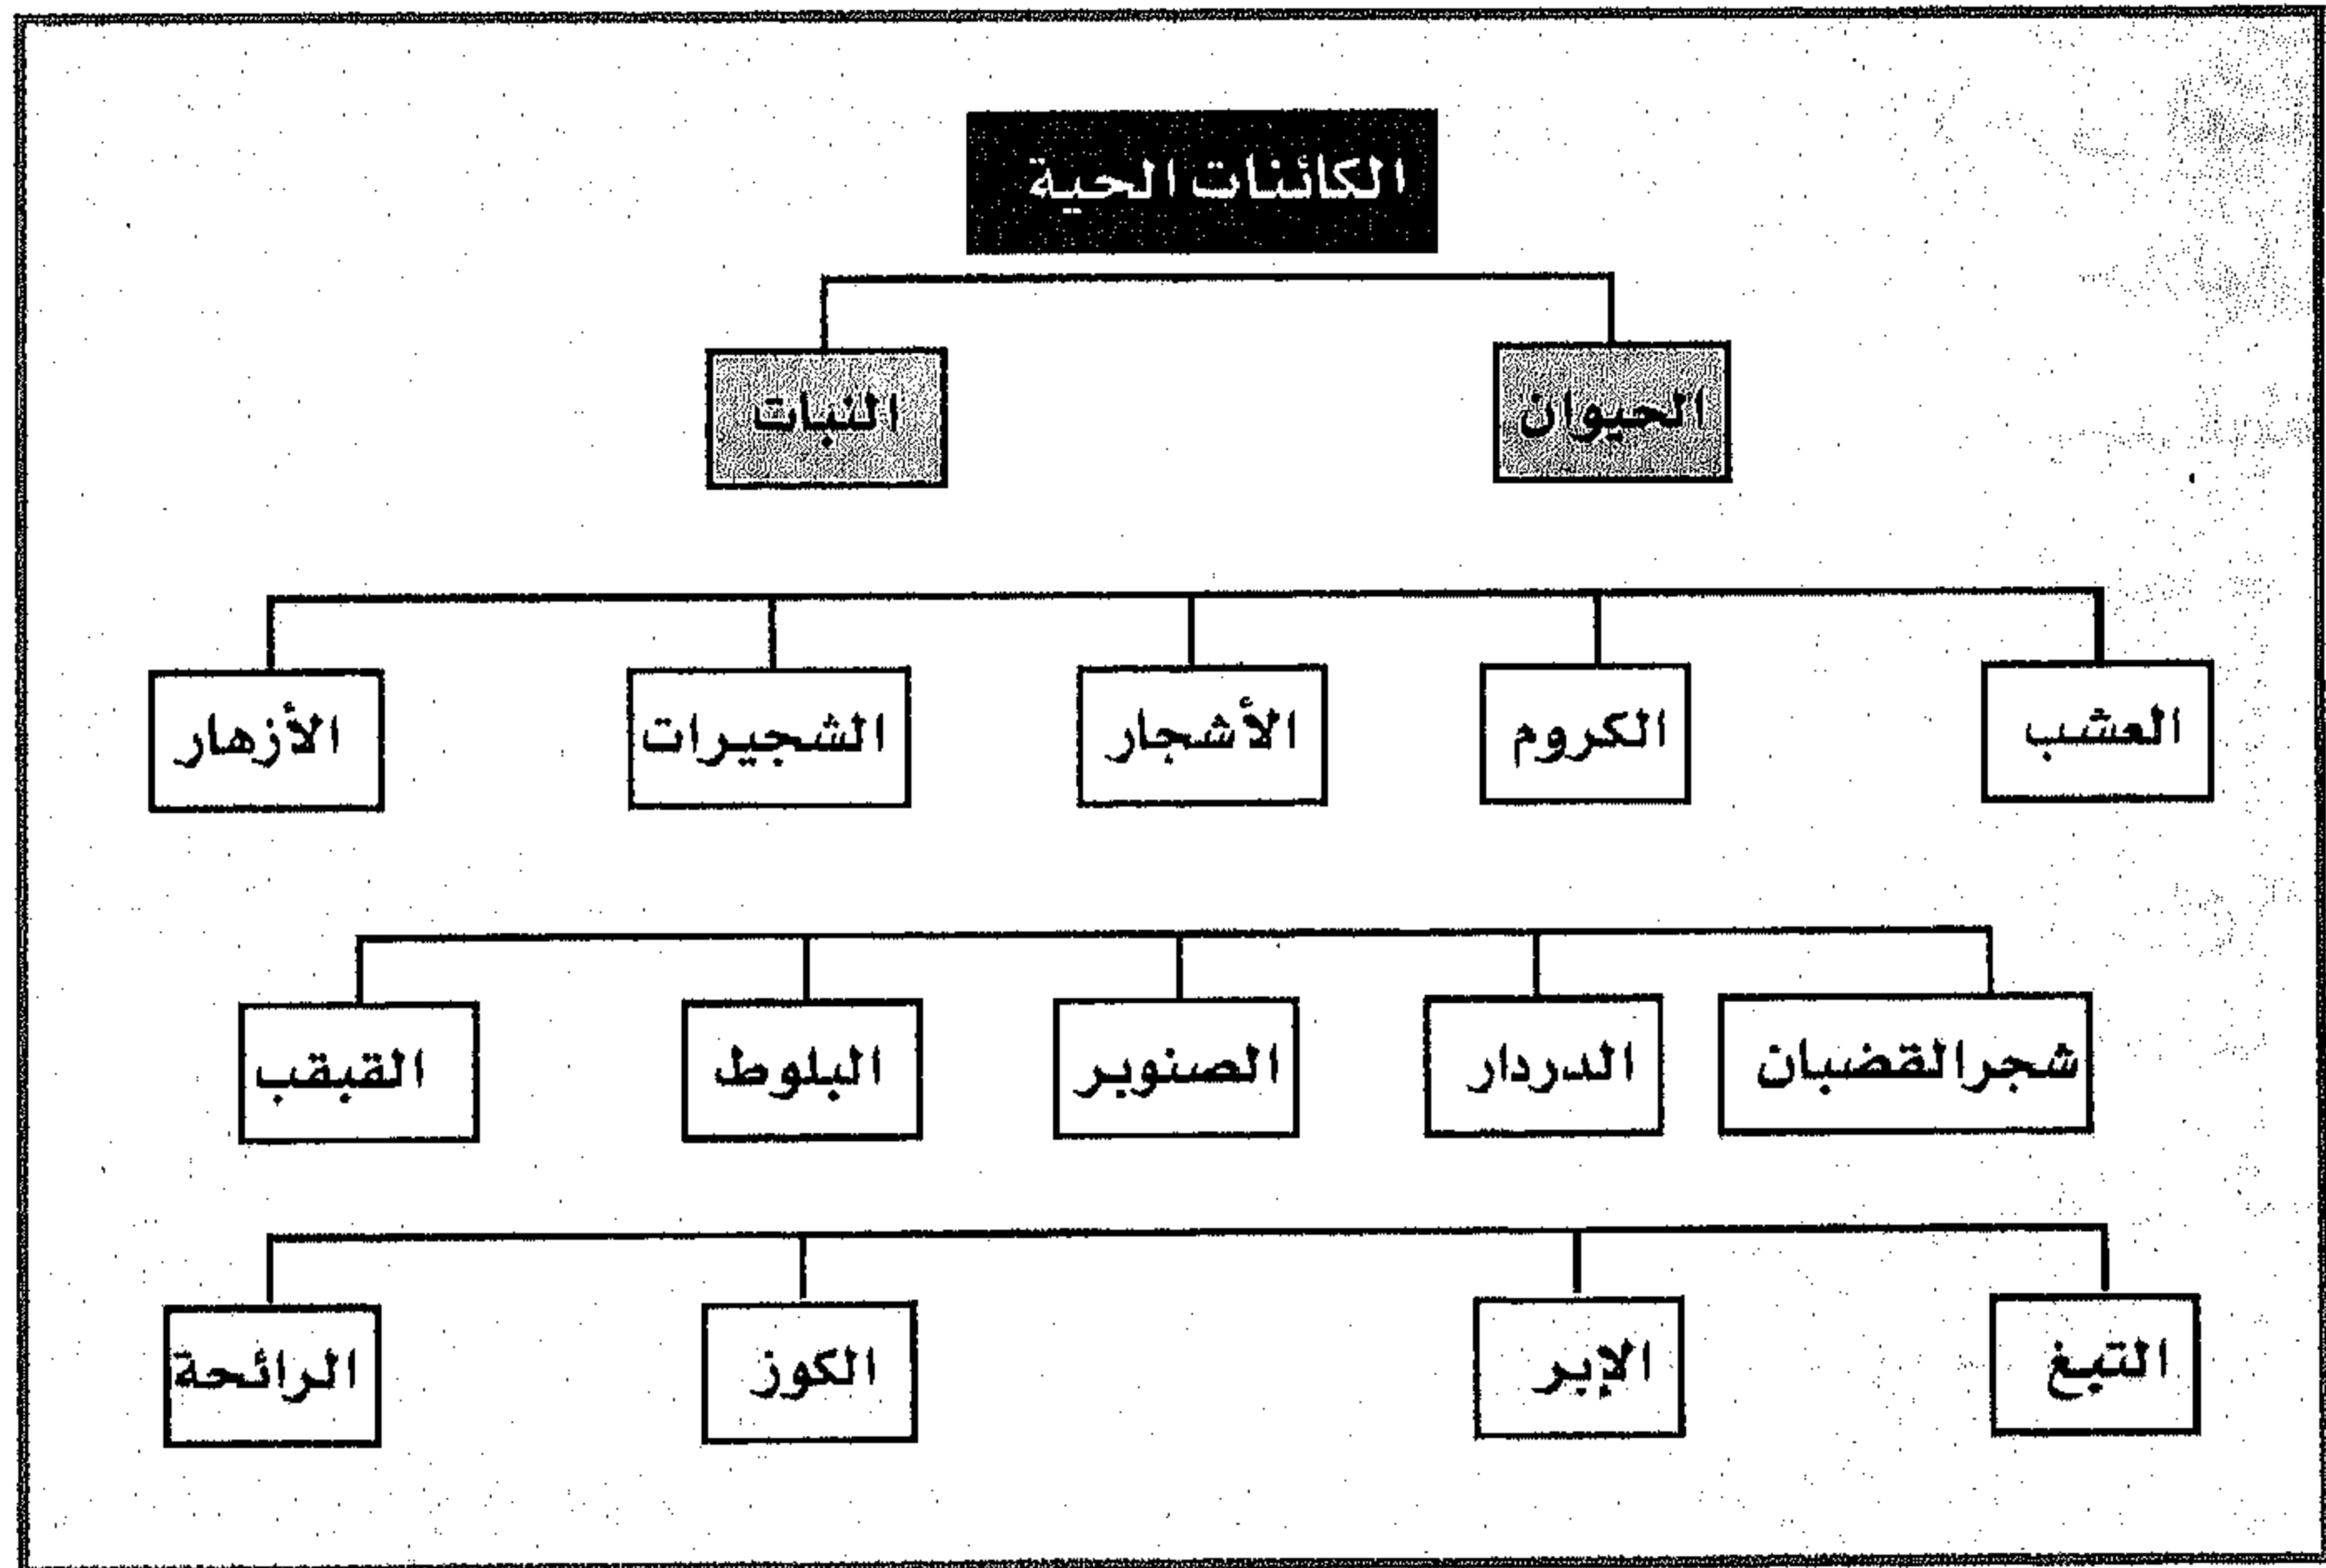 الكائنات الحية
الحيوان
النبات
العشب
الكروم
الأشجار
الشجيرات
الأزهار
شجرالقضبان
الدردار
الصنوبر
البلوط
القبقب
التبغ
الإبر
الكوز
الرائحة